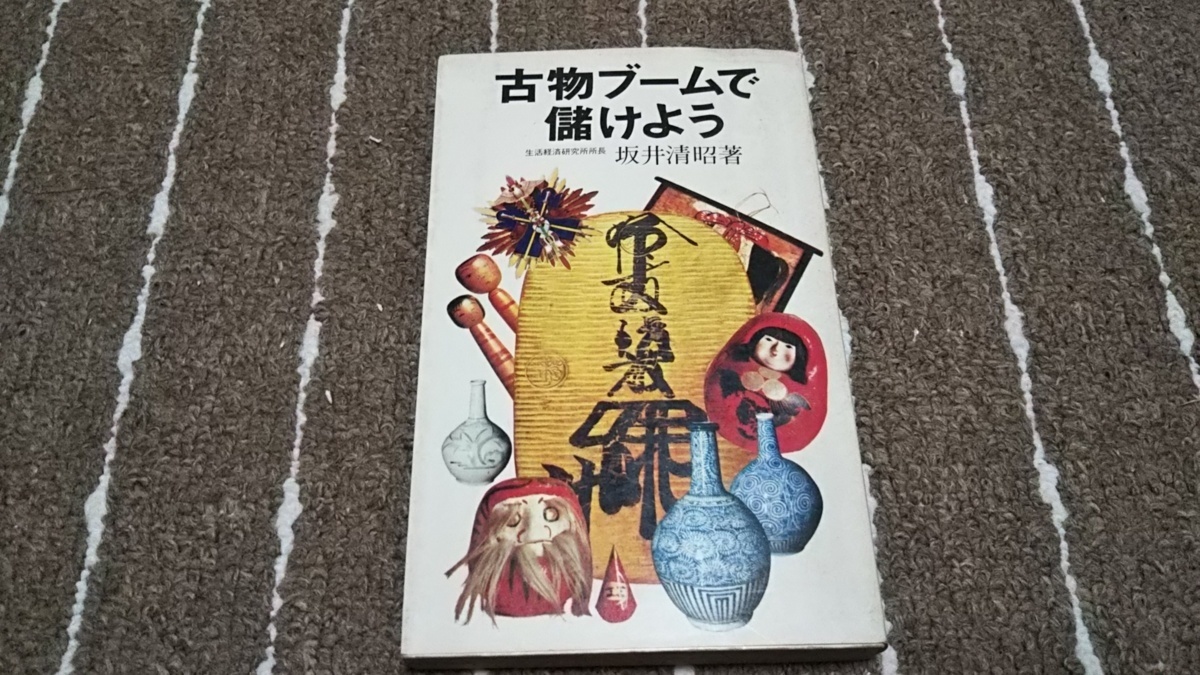 古物ブームで
儲けよう
生活経済研究所所長 坂井清昭著